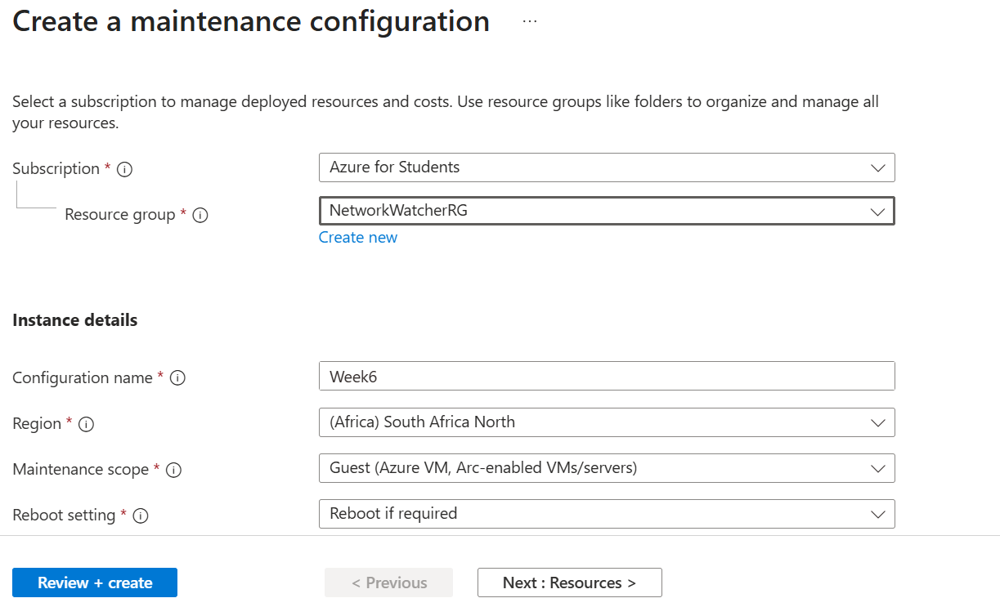 Create a maintenance configuration ...
Select a subscription to manage deployed resources and costs. Use resource groups like folders to organize and manage all
your resources.
Subscription * Azure for Students
Resource group * NetworkWatcherRG
Create new
Instance details
Configuration name * Week6
Region * (Africa) South Africa North
Maintenance scope * Guest (Azure VM, Arc-enabled VMs/servers)
Reboot setting * Reboot if required
Review + create < Previous Next : Resources >